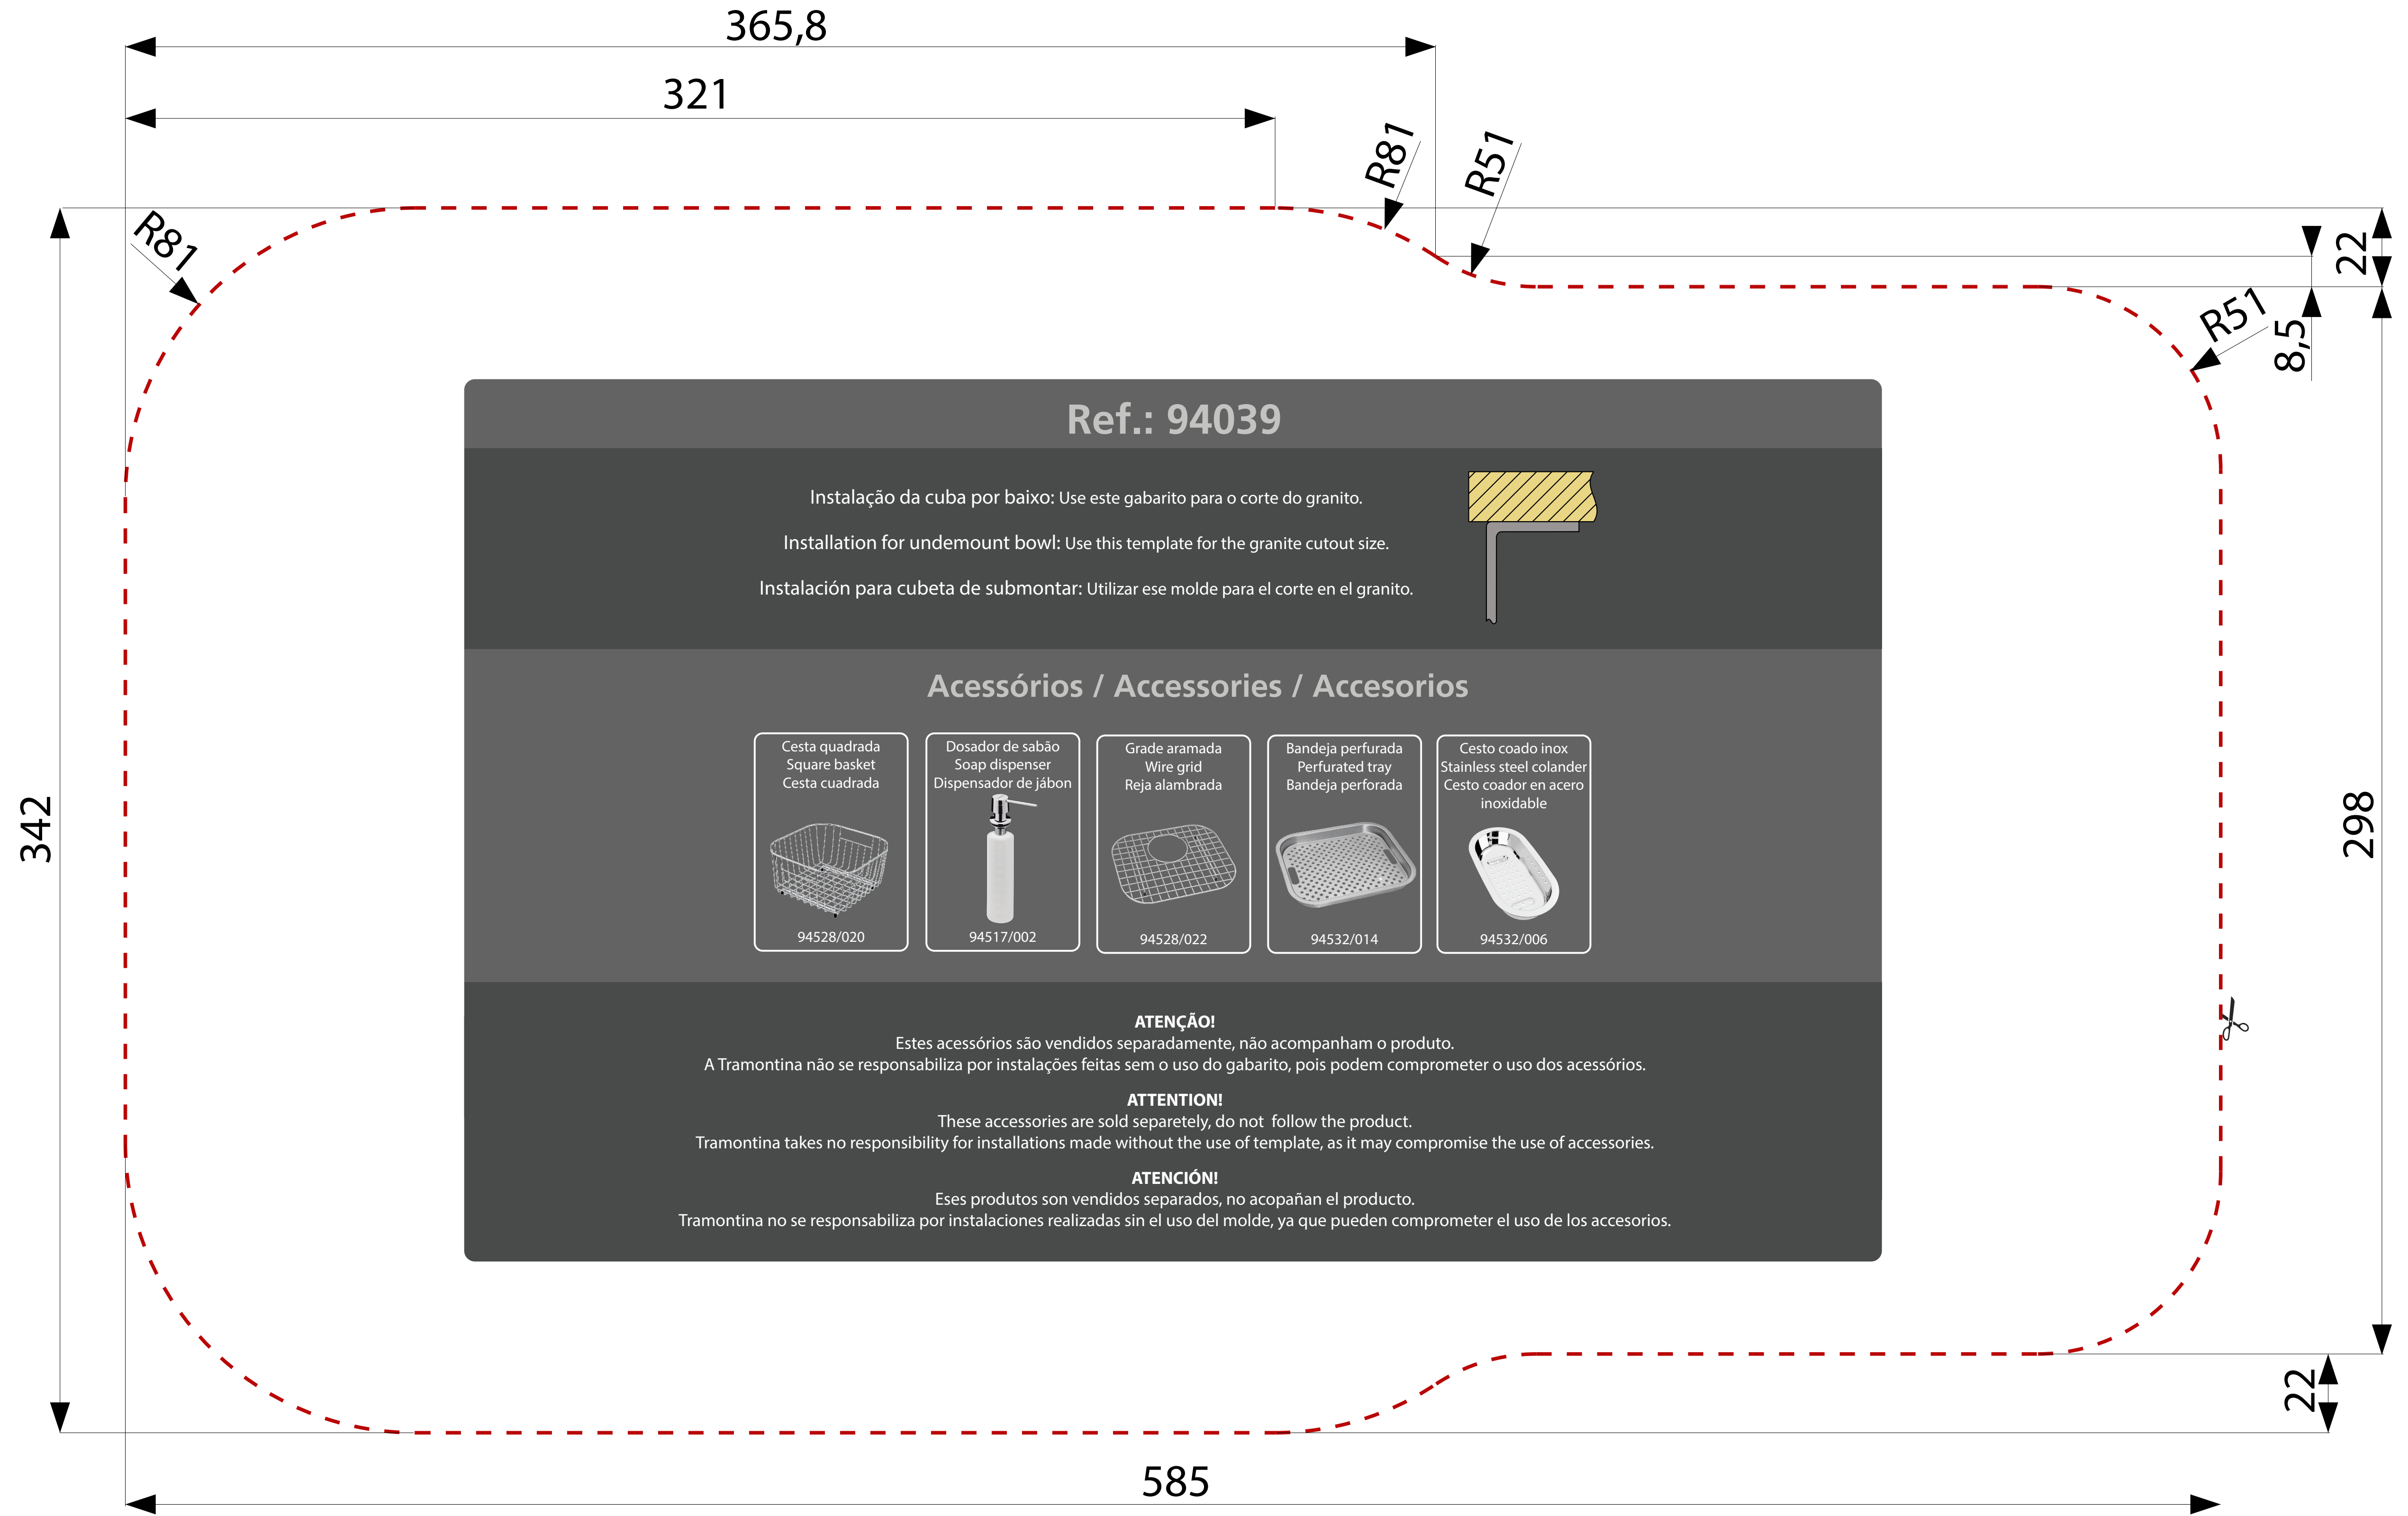 365,8
321
R81
R51
R81
22
R51
8,5
Ref.: 94039
Instalação da cuba por baixo: Use este gabarito para o corte do granito.
Installation for undemount bowl: Use this template for the granite cutout size.
Instalación para cubeta de submontar: Utilizar ese molde para el corte en el granito.
Acessórios / Accessories / Accesorios
Cesta quadrada
Square basket
Cesta cuadrada
94528/020
Dosador de sabão
Soap dispenser
Dispensador de jábon
94517/002
Grade aramada
Wire grid
Reja alambrada
94528/022
Bandeja perfurada
Perfurated tray
Bandeja perforada
94532/014
Cesto coado inox
Stainless steel colander
Cesto coador en acero
inoxidable
94532/006
342
298
ATENÇÃO!
Estes acessórios são vendidos separadamente, não acompanham o produto.
A Tramontina não se responsabiliza por instalações feitas sem o uso do gabarito, pois podem comprometer o uso dos acessórios.
ATTENTION!
These accessories are sold separetely, do not  follow the product.
Tramontina takes no responsibility for installations made without the use of template, as it may compromise the use of accessories.
ATENCIÓN!
Eses produtos son vendidos separados, no acopañan el producto.
Tramontina no se responsabiliza por instalaciones realizadas sin el uso del molde, ya que pueden comprometer el uso de los accesorios.
22
585